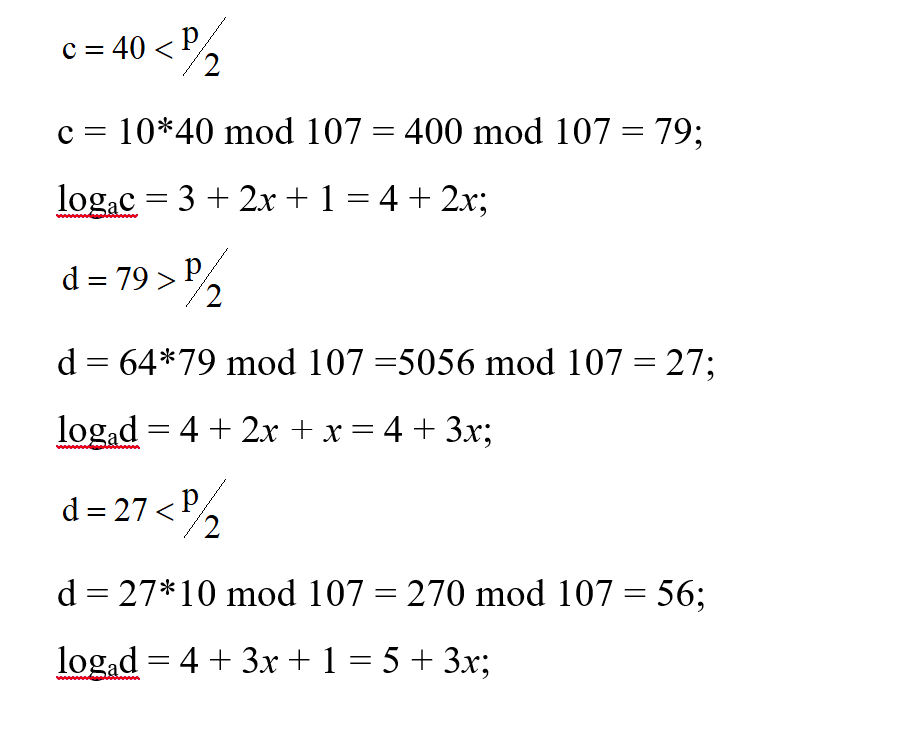 c = 40 < p/2
c = 10*40 mod 107 = 400 mod 107 = 79;
logₐc = 3 + 2x + 1 = 4 + 2x;
d = 79 > p/2
d = 64*79 mod 107 =5056 mod 107 = 27;
logₐd = 4 + 2x + x = 4 + 3x;
d = 27 < p/2
d = 27*10 mod 107 = 270 mod 107 = 56;
logₐd = 4 + 3x + 1 = 5 + 3x;